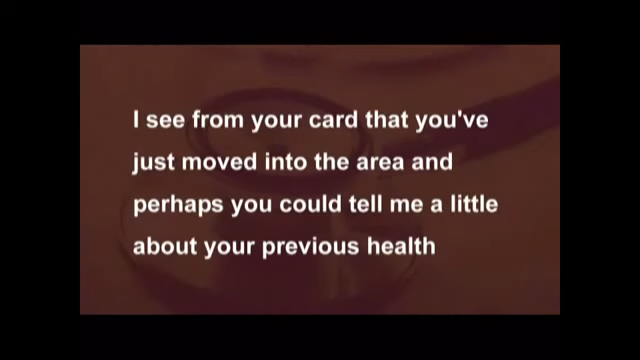 I see from your card that you've
just moved into the area and
perhaps you could tell me a little
about your previous health